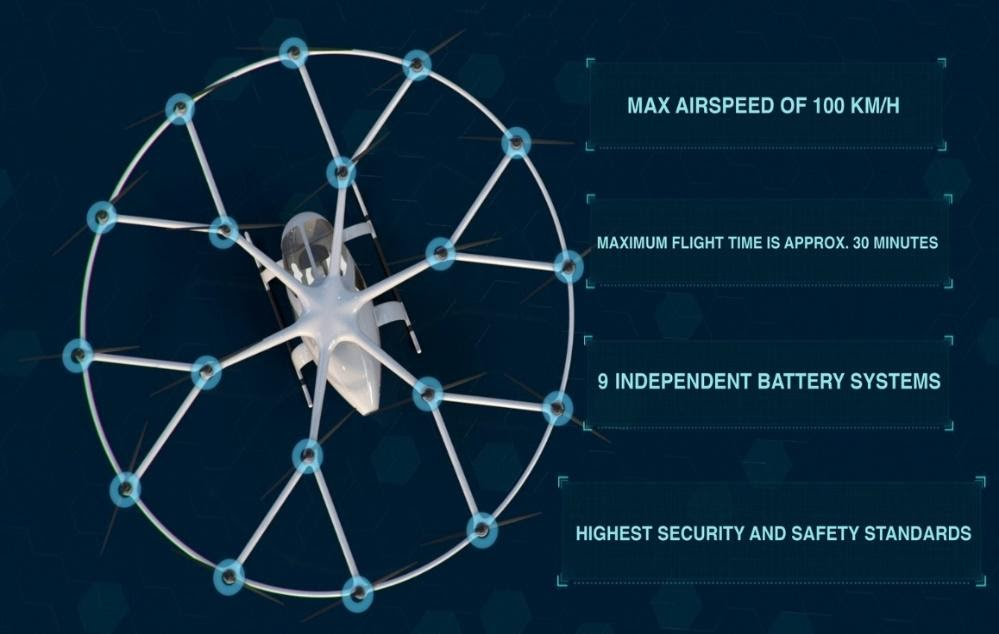 MAX AIRSPEED OF 100 KM/H
MAXIMUM FLIGHT TIME IS APPROX. 30 MINUTES
9 INDEPENDENT BATTERY SYSTEMS
HIGHEST SECURITY AND SAFETY STANDARDS